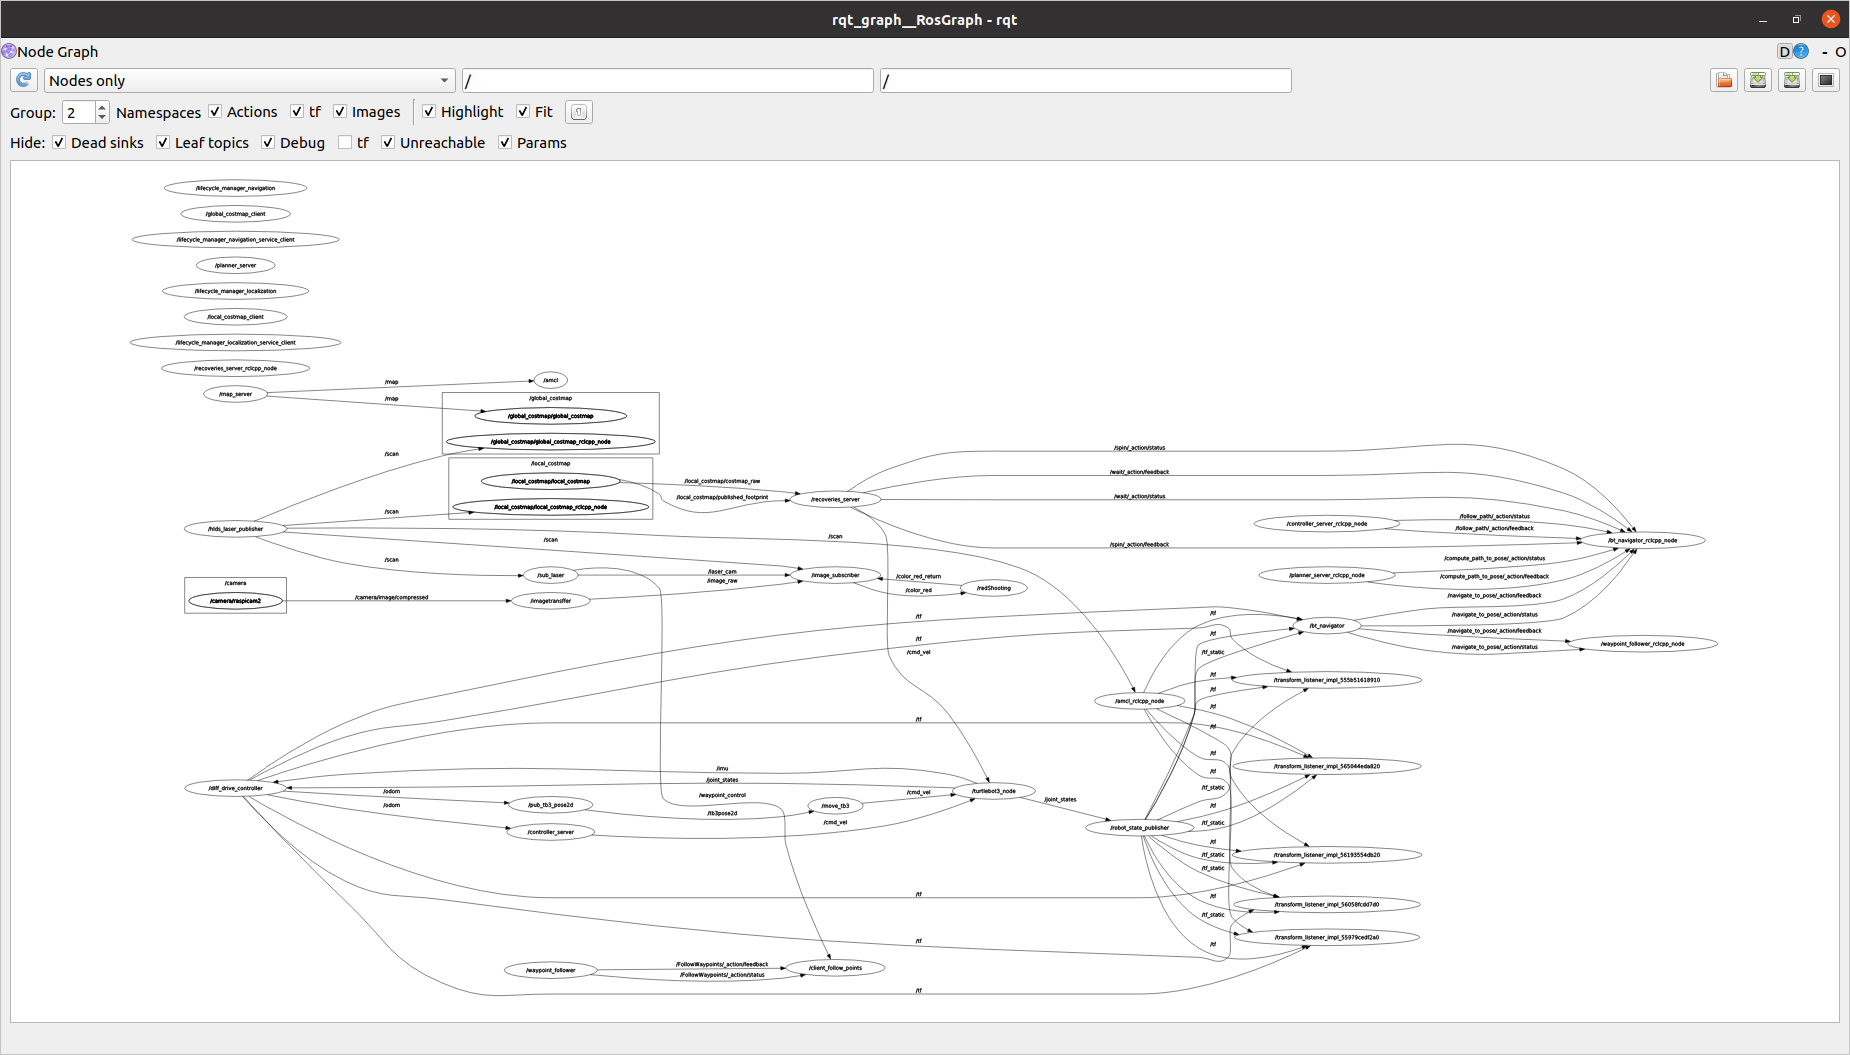 rqt_graph__RosGraph - rqt
Node Graph
D
- O
Nodes only
/
/
Group: 2 Namespaces Actions tf Images Highlight Fit
Hide: Dead sinks Leaf topics Debug tf Unreachable Params
/lifecycle_manager_navigation
/global_costmap_client
/lifecycle_manager_navigation_service_client
/planner_server
/lifecycle_manager_localization
/local_costmap_client
/lifecycle_manager_localization_service_client
/recoveries_server_rclcpp_node
/map_server
/map
/map
/amcl
/global_costmap
/global_costmap/global_costmap
/global_costmap/global_costmap_rclcpp_node
/scan
/local_costmap
/local_costmap/local_costmap
/local_costmap/local_costmap_rclcpp_node
/local_costmap/costmap_raw
/local_costmap/published_footprint
/recoveries_server
/spin/_action/status
/wait/_action/feedback
/wait/_action/status
/spin/_action/feedback
/controller_server_rclcpp_node
/follow_path/_action/status
/follow_path/_action/feedback
/bt_navigator_rclcpp_node
/hlds_laser_publisher
/scan
/scan
/scan
/scan
/planner_server_rclcpp_node
/compute_path_to_pose/_action/status
/compute_path_to_pose/_action/feedback
/sub_laser
/laser_cam
/image_raw
/image_subscriber
/color_red_return
/color_red
/redShooting
/camera
/camera/raspicam2
/camera/image/compressed
/imagetransffer
/navigate_to_pose/_action/feedback
/navigate_to_pose/_action/status
/navigate_to_pose/_action/feedback
/navigate_to_pose/_action/status
/bt_navigator
/waypoint_follower_rclcpp_node
/tf
/tf
/cmd_vel
/tf
/tf
/tf_static
/tf
/tf
/transform_listener_impl_555b51618910
/amcl_rclcpp_node
/tf
/tf
/tf
/tf
/tf
/tf_static
/transform_listener_impl_565044eda820
/diff_drive_controller
/imu
/joint_states
/odom
/odom
/pub_tb3_pose2d
/controller_server
/waypoint_control
/tb3pose2d
/move_tb3
/cmd_vel
/cmd_vel
/turtlebot3_node
/joint_states
/robot_state_publisher
/tf
/tf_static
/tf
/tf_static
/transform_listener_impl_56193554db20
/tf_static
/tf
/tf
/transform_listener_impl_56058fcdd7d0
/tf_static
/tf
/tf
/transform_listener_impl_55979cedf2a0
/waypoint_follower
/FollowWaypoints/_action/feedback
/FollowWaypoints/_action/status
/client_follow_points
/tf